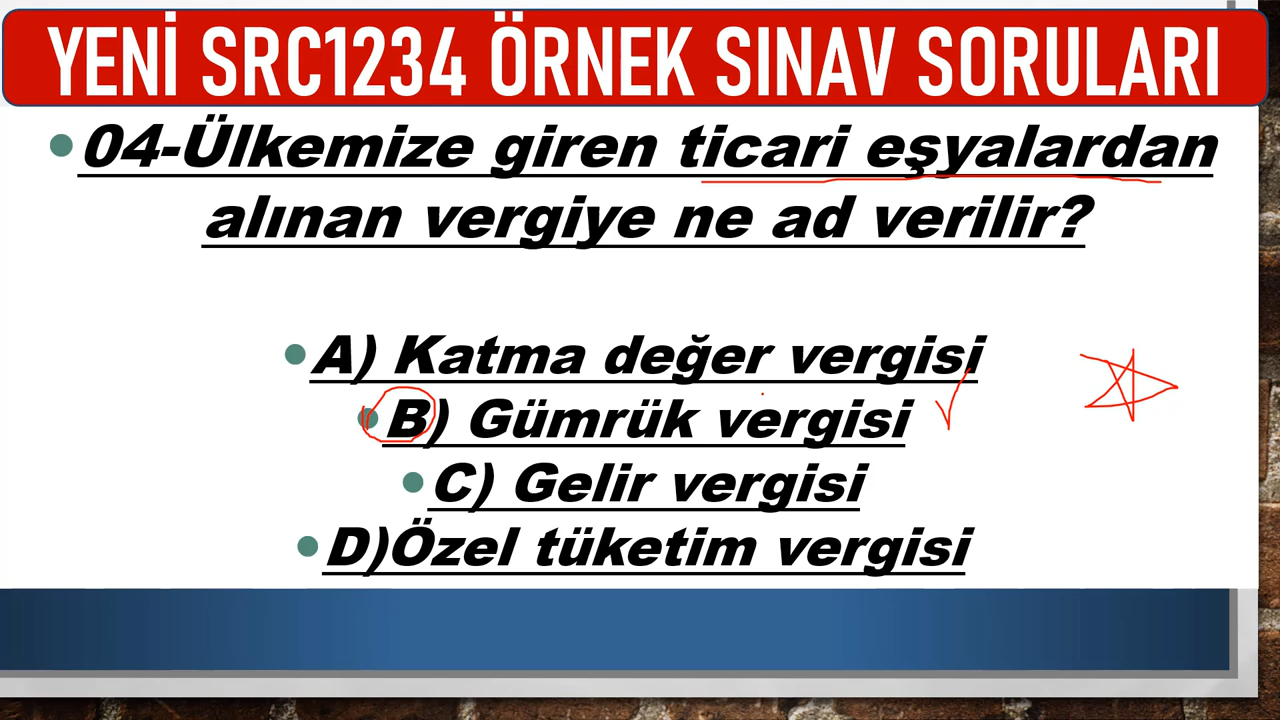 YENİ SRC1234 ÖRNEK SINAV SORULARI
04-Ülkemize giren ticari eşyalardan
alınan vergiye ne ad verilir?
A) Katma değer vergisi
B) Gümrük vergisi
C) Gelir vergisi
D)Özel tüketim vergisi